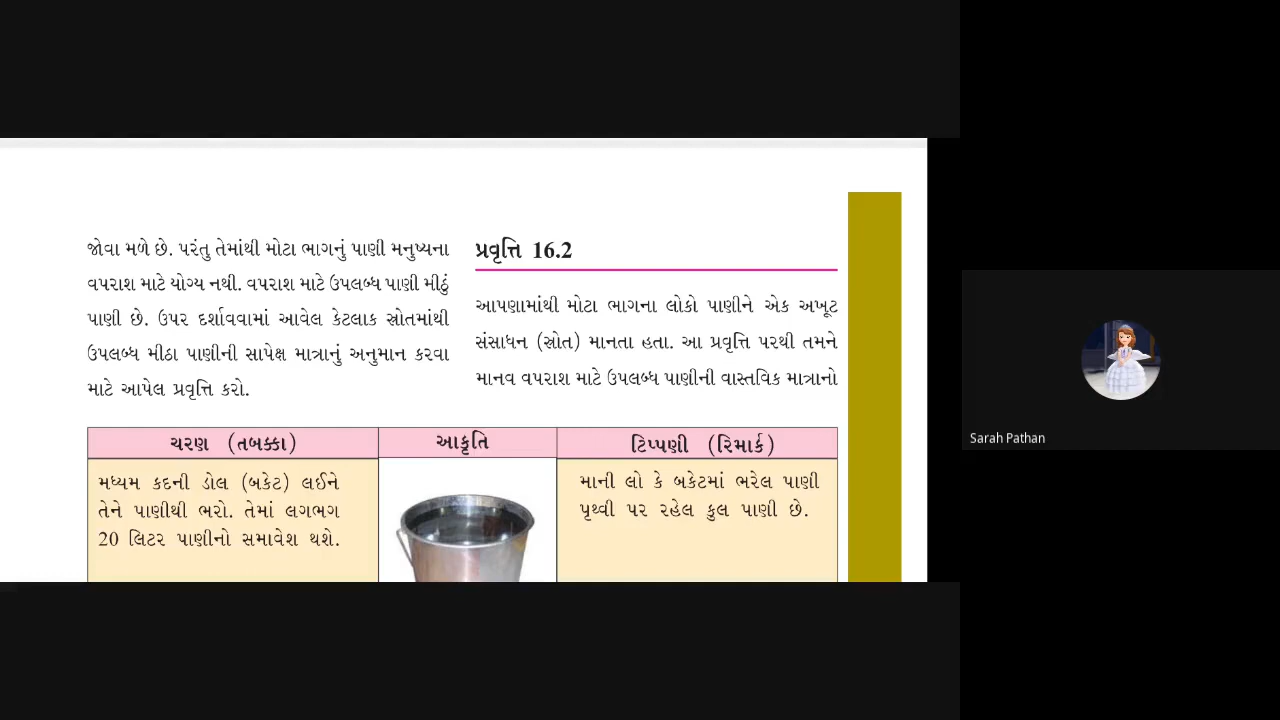 જોવા મળે છે. પરંતુ તેમાંથી મોટા ભાગનું પાણી મનુષ્યના
વપરાશ માટે યોગ્ય નથી. વપરાશ માટે ઉપલબ્ધ પાણી મીઠું
પાણી છે. ઉપર દર્શાવવામાં આવેલ કેટલાક સ્રોતમાંથી
ઉપલબ્ધ મીઠા પાણીની સાપેક્ષ માત્રાનું અનુમાન કરવા
માટે આપેલ પ્રવૃત્તિ કરો.
પ્રવૃત્તિ 16.2
આપણામાંથી મોટા ભાગના લોકો પાણીને એક અખૂટ
સંસાધન (સ્રોત) માનતા હતા. આ પ્રવૃત્તિ પરથી તમને
માનવ વપરાશ માટે ઉપલબ્ધ પાણીની વાસ્તવિક માત્રાનો
ચરણ (તબક્કા)
આકૃતિ
ટિપ્પણી (રિમાર્ક)
મધ્યમ કદની ડોલ (બકેટ) લઈને
તેને પાણીથી ભરો. તેમાં લગભગ
20 લિટર પાણીનો સમાવેશ થશે.
માની લો કે બકેટમાં ભરેલ પાણી
પૃથ્વી પર રહેલ કુલ પાણી છે.
Sarah Pathan